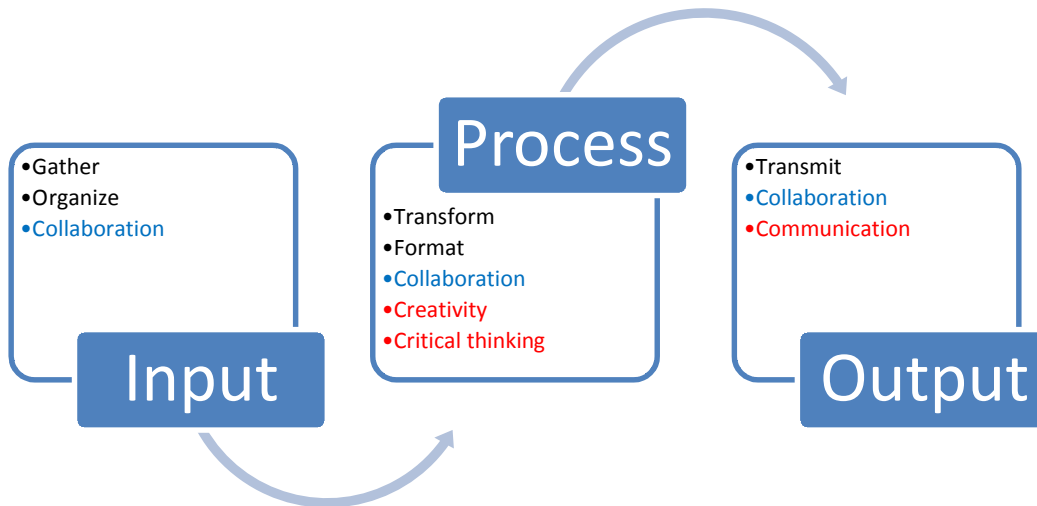 •Gather
•Organize
•Collaboration
Input
Process
•Transform
•Format
•Collaboration
•Creativity
•Critical thinking
•Transmit
•Collaboration
•Communication
Output